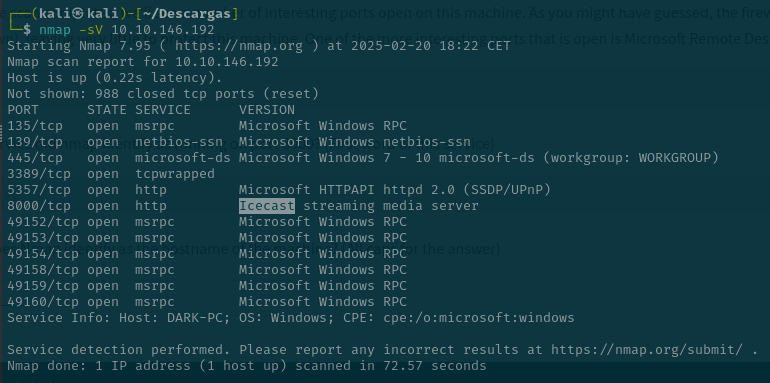 ┌──(kali㉿kali)-[~/Descargas]
└─$ nmap -sV 10.10.146.192
Starting Nmap 7.95 ( https://nmap.org ) at 2025-02-20 18:22 CET
Nmap scan report for 10.10.146.192
Host is up (0.22s latency).
Not shown: 988 closed tcp ports (reset)
PORT      STATE SERVICE      VERSION
135/tcp   open  msrpc        Microsoft Windows RPC
139/tcp   open  netbios-ssn  Microsoft Windows netbios-ssn
445/tcp   open  microsoft-ds Microsoft Windows 7 - 10 microsoft-ds (workgroup: WORKGROUP)
3389/tcp  open  tcpwrapped
5357/tcp  open  http         Microsoft HTTPAPI httpd 2.0 (SSDP/UPnP)
8000/tcp  open  http         Icecast streaming media server
49152/tcp open  msrpc        Microsoft Windows RPC
49153/tcp open  msrpc        Microsoft Windows RPC
49154/tcp open  msrpc        Microsoft Windows RPC
49158/tcp open  msrpc        Microsoft Windows RPC
49159/tcp open  msrpc        Microsoft Windows RPC
49160/tcp open  msrpc        Microsoft Windows RPC
Service Info: Host: DARK-PC; OS: Windows; CPE: cpe:/o:microsoft:windows

Service detection performed. Please report any incorrect results at https://nmap.org/submit/ .
Nmap done: 1 IP address (1 host up) scanned in 72.57 seconds